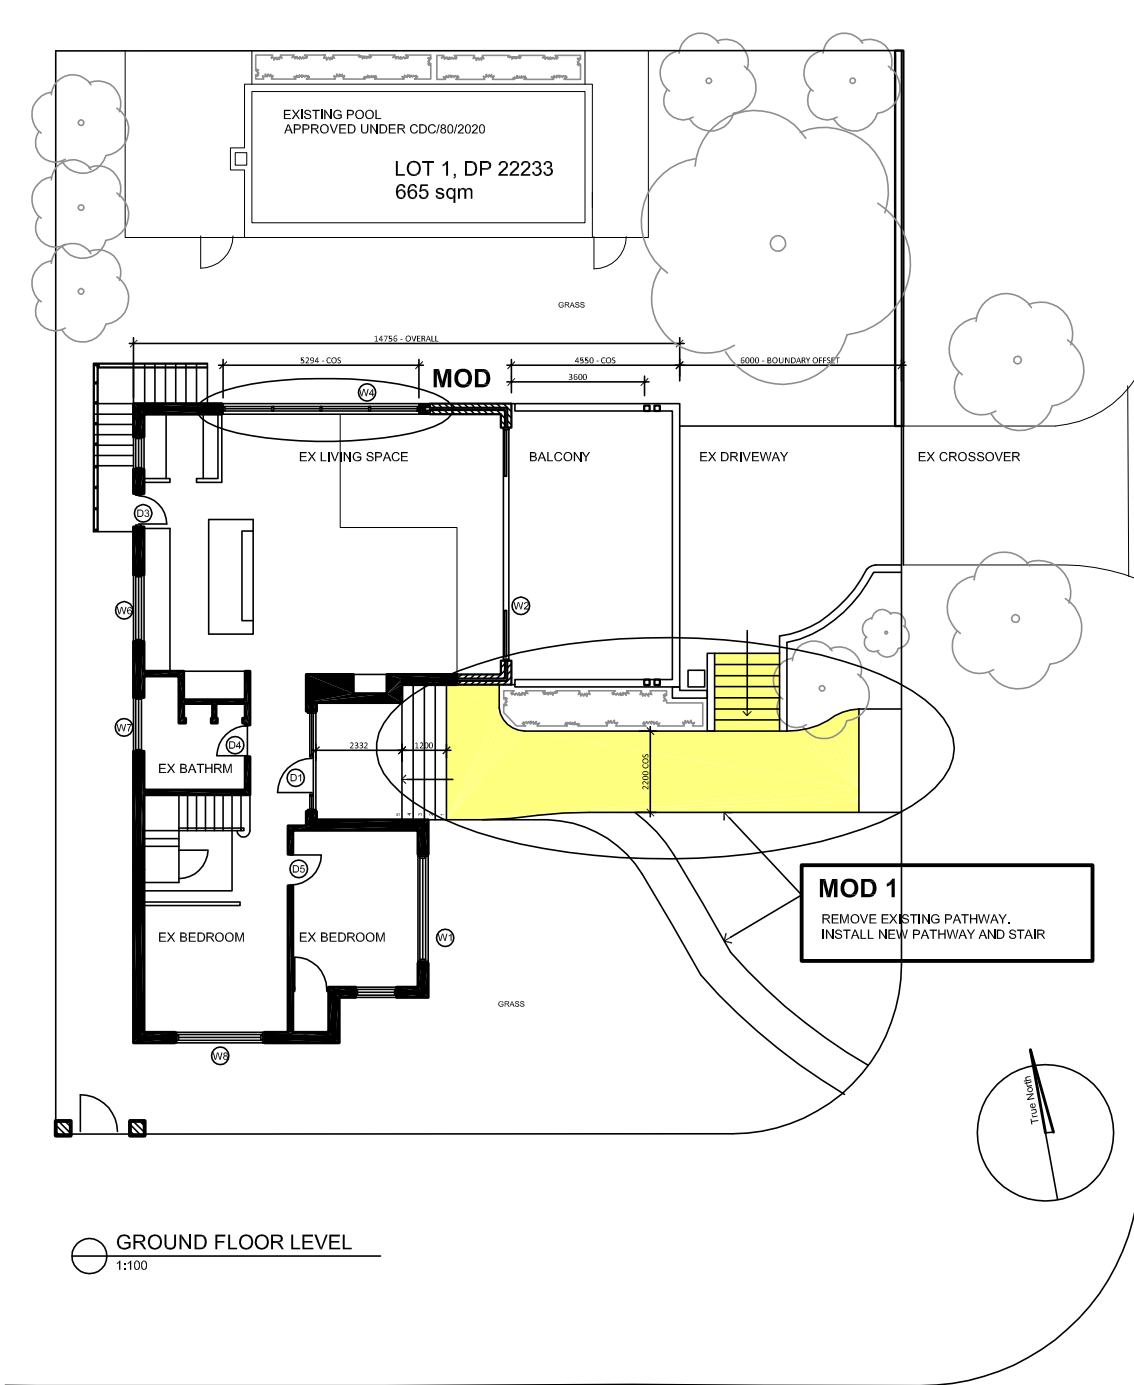 EXISTING POOL
APPROVED UNDER CDC/80/2020
LOT 1, DP 22233
665 sqm
GRASS
14756 - OVERALL
5294 - COS
4550 - COS
6000 - BOUNDARY OFFSET
MOD
3600
W4
EX LIVING SPACE
BALCONY
EX DRIVEWAY
EX CROSSOVER
D3
W6
W2
W7
D4
2332
1200
EX BATHRM
D1
2200 COS
D5
MOD 1
REMOVE EXISTING PATHWAY.
INSTALL NEW PATHWAY AND STAIR
EX BEDROOM
EX BEDROOM
W1
GRASS
W8
True North
GROUND FLOOR LEVEL
1:100